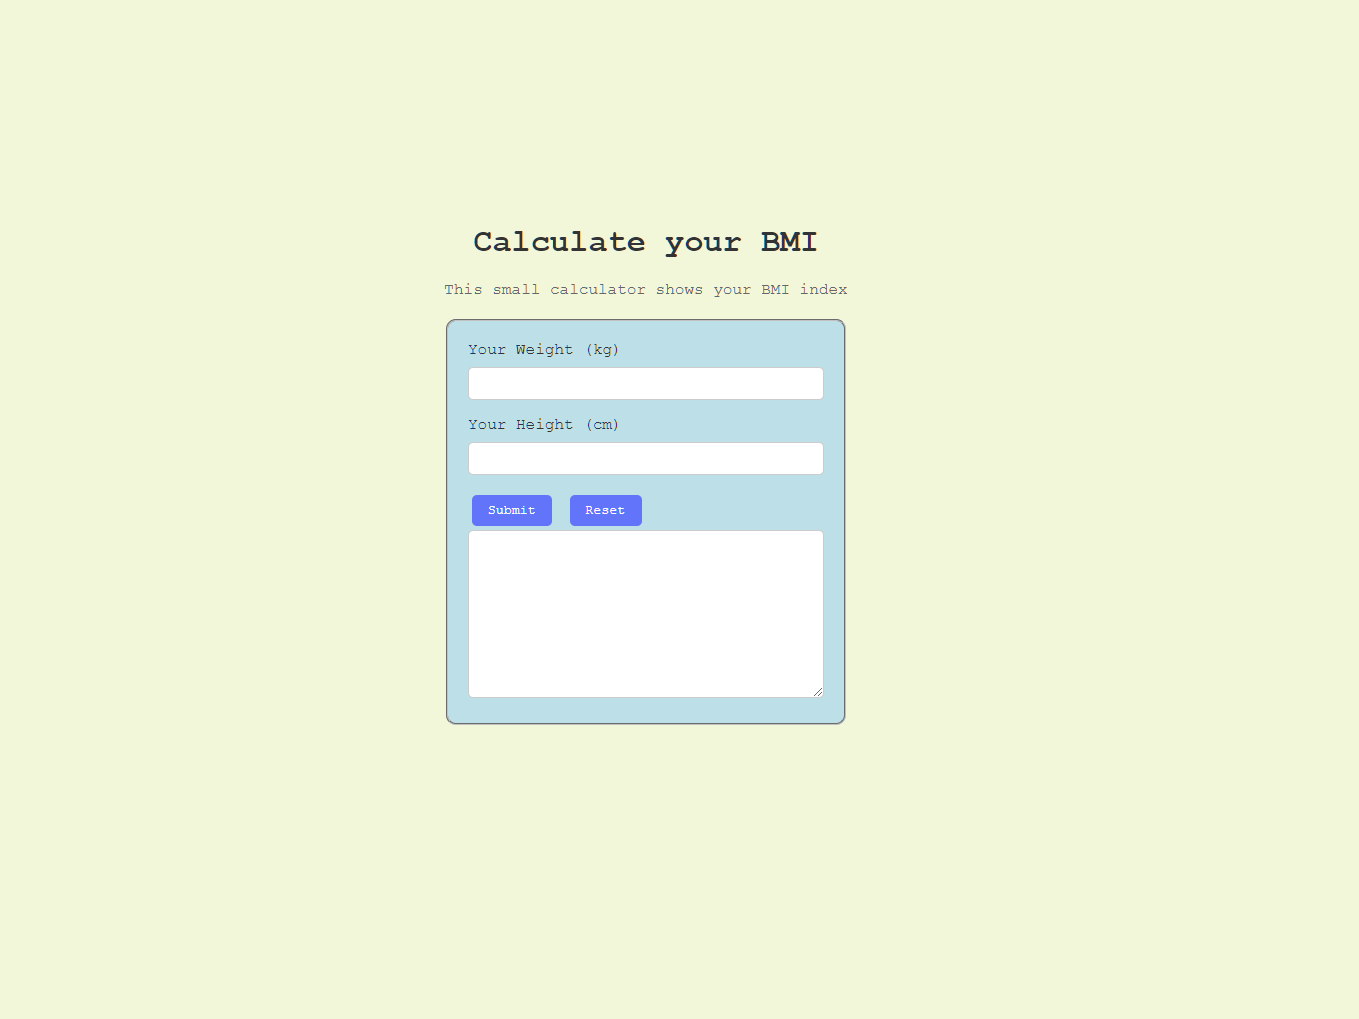 Calculate your BMI
This small calculator shows your BMI index
Your Weight (kg)
Your Height (cm)
Submit Reset